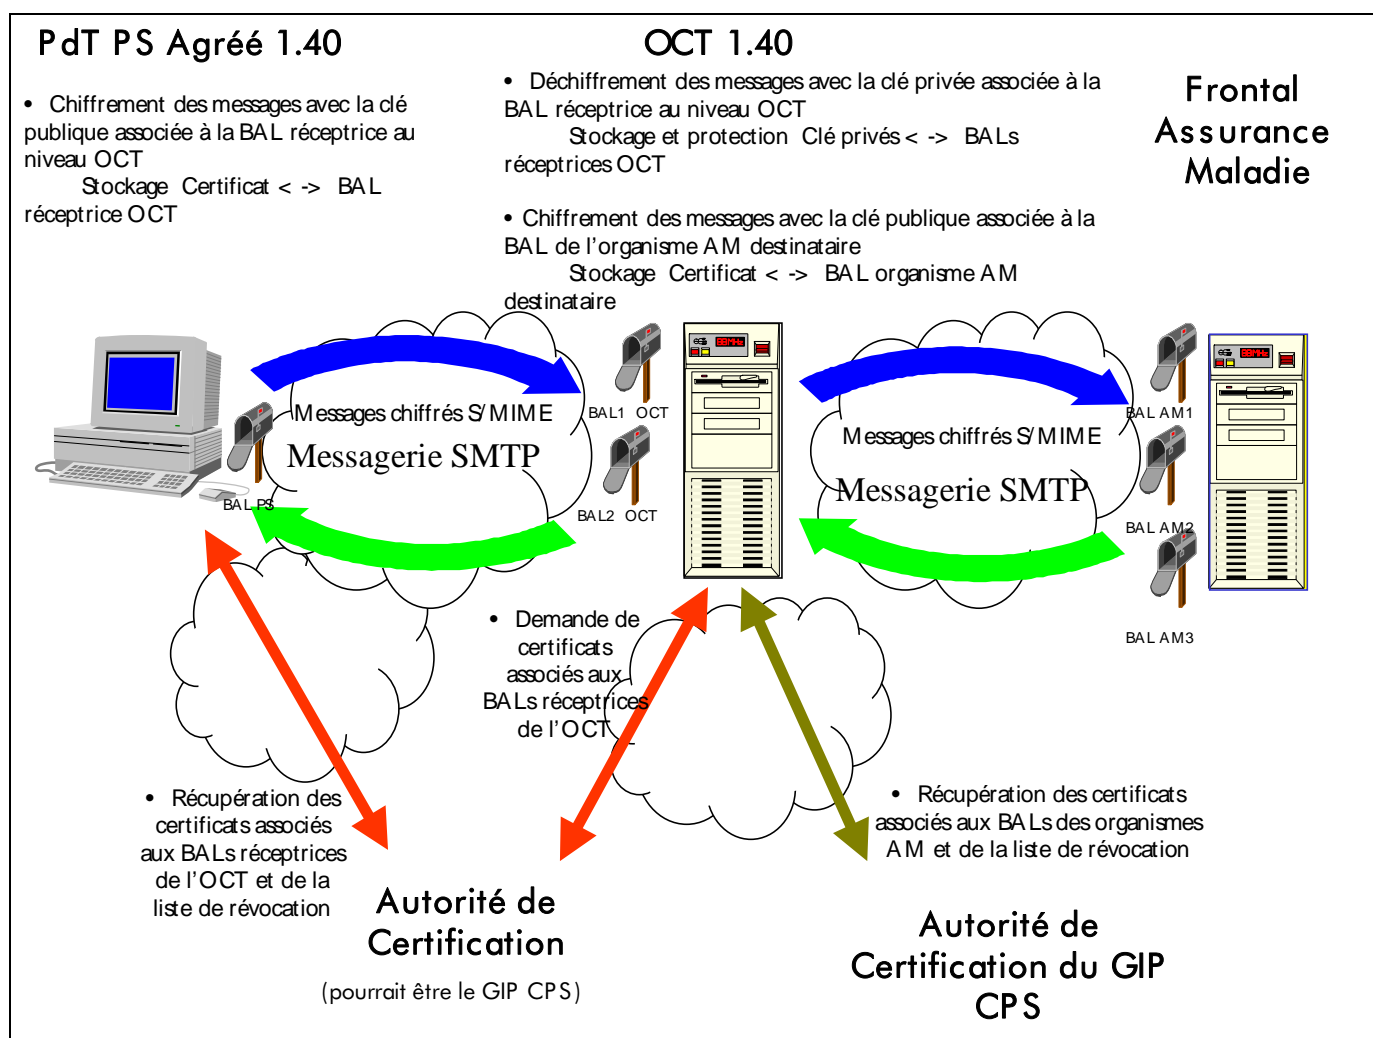 PdT PS Agréé 1.40
• Chiffrement des messages avec la clé
publique associée à la BAL réceptrice au
niveau OCT
Stockage Certificat < -> BAL
réceptrice OCT
OCT 1.40
• Déchiffrement des messages avec la clé privée associée à la
BAL réceptrice au niveau OCT
Stockage et protection Clé privés < -> BALs
réceptrices OCT
• Chiffrement des messages avec la clé publique associée à la
BAL de l'organisme AM destinataire
Stockage Certificat < -> BAL organisme AM
destinataire
Frontal
Assurance
Maladie
Messages chiffrés S/MIME
Messagerie SMTP
BAL PS
BAL1 OCT
BAL2 OCT
Messages chiffrés S/MIME
Messagerie SMTP
BAL AM1
BAL AM2
BAL AM3
• Demande de
certificats
associés aux
BALs réceptrices
de l'OCT
• Récupération des
certificats associés
aux BALs réceptrices
de l'OCT et de la
liste de révocation
• Récupération des certificats
associés aux BALs des organismes
AM et de la liste de révocation
Autorité de
Certification
(pourrait être le GIP CPS)
Autorité de
Certification du GIP
CPS